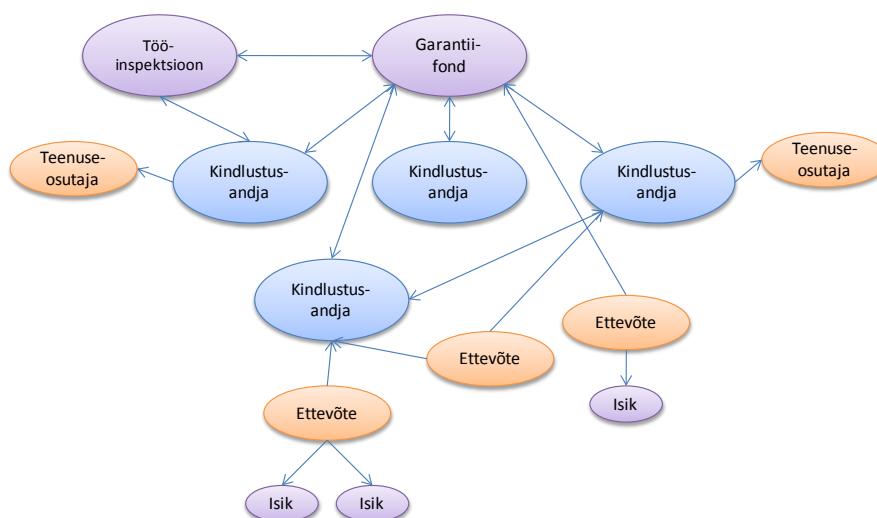 Töö-
inspektsioon
Garantii-
fond
Teenuse-
osutaja
Kindlustus-
andja
Kindlustus-
andja
Kindlustus-
andja
Teenuse-
osutaja
Kindlustus-
andja
Ettevõte
Ettevõte
Isik
Ettevõte
Isik
Isik